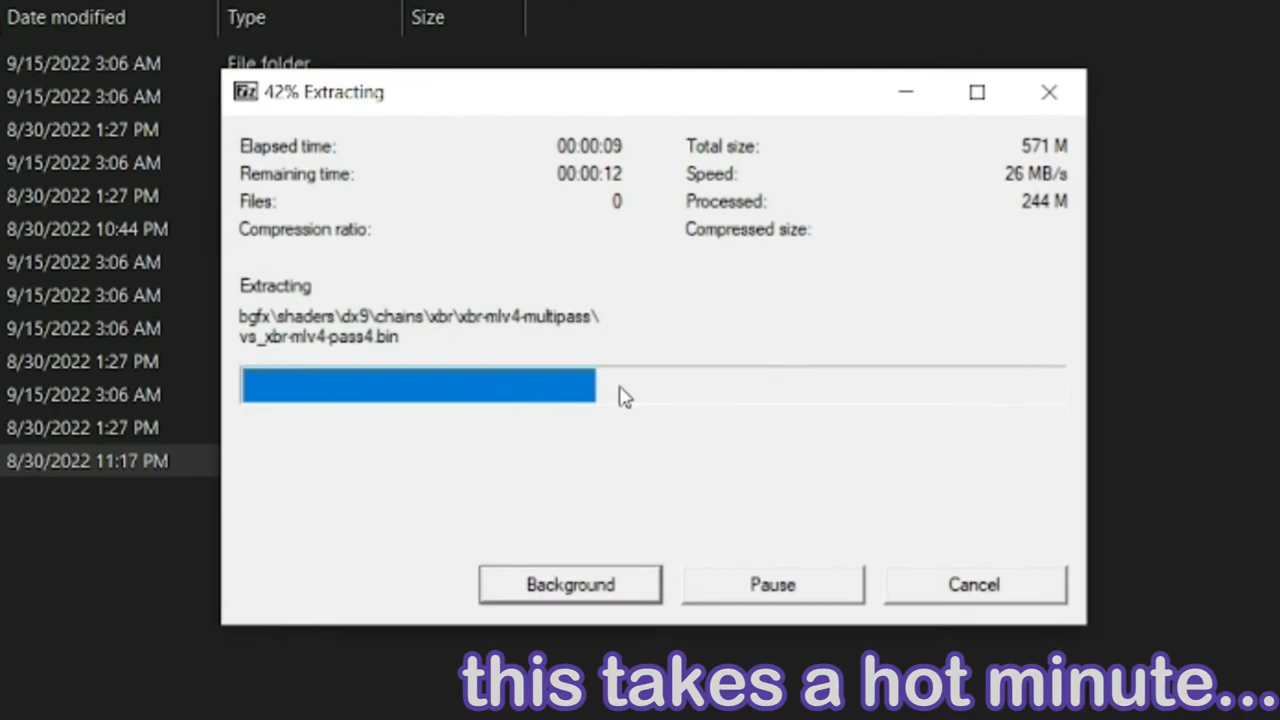 Date modified Type Size
9/15/2022 3:06 AM File folder
9/15/2022 3:06 AM
8/30/2022 1:27 PM
9/15/2022 3:06 AM
8/30/2022 1:27 PM
8/30/2022 10:44 PM
9/15/2022 3:06 AM
9/15/2022 3:06 AM
9/15/2022 3:06 AM
8/30/2022 1:27 PM
9/15/2022 3:06 AM
8/30/2022 1:27 PM
8/30/2022 11:17 PM
7z 42% Extracting
Elapsed time: 00:00:09 Total size: 571 M
Remaining time: 00:00:12 Speed: 26 MB/s
Files: 0 Processed: 244 M
Compression ratio: Compressed size:
Extracting
bgfx\shaders\dx9\chains\xbr\xbr-mlv4-multipass\
vs_xbr-mlv4-pass4.bin
Background Pause Cancel
this takes a hot minute...